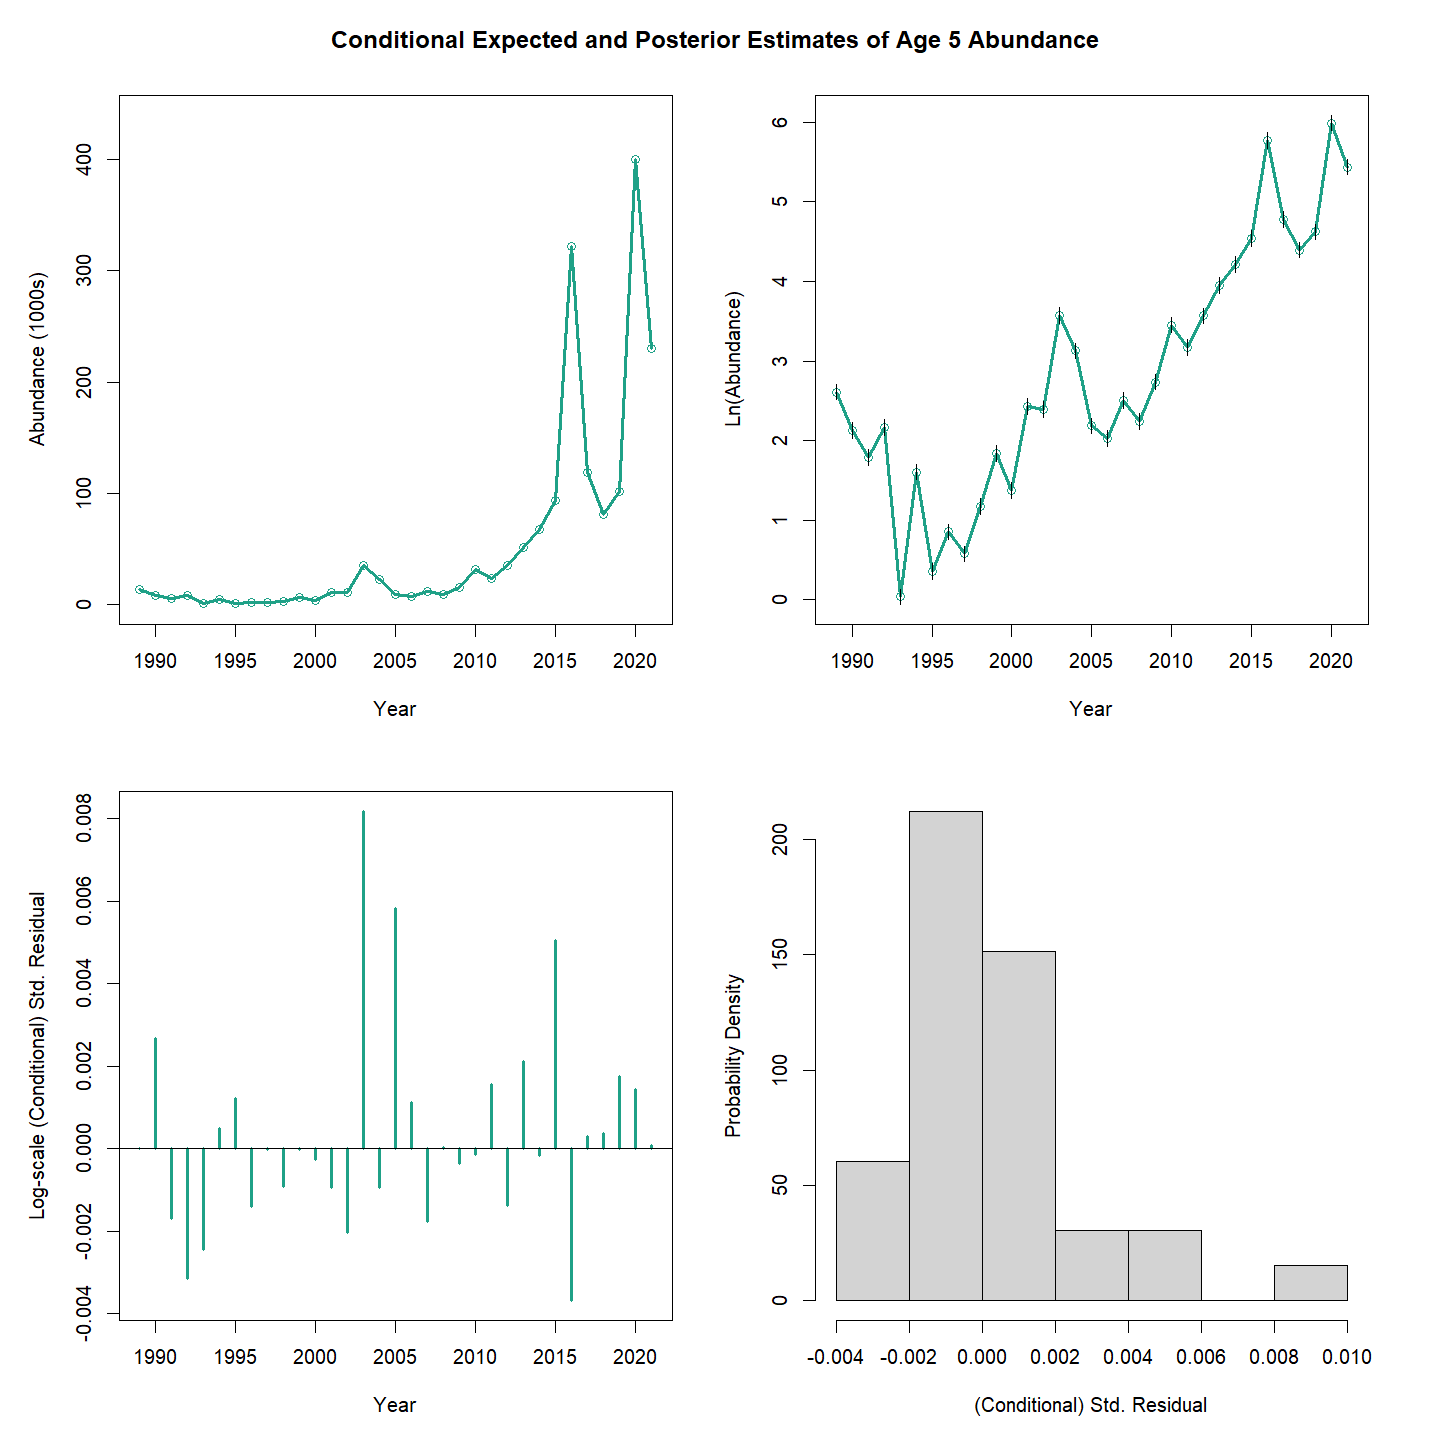 Conditional Expected and Posterior Estimates of Age 5 Abundance
Abundance (1000s)
400
300
200
100
0
1990 1995 2000 2005 2010 2015 2020
Year
Ln(Abundance)
6
5
4
3
2
1
0
1990 1995 2000 2005 2010 2015 2020
Year
Log-scale (Conditional) Std. Residual
0.008
0.006
0.004
0.002
0.000
-0.002
-0.004
1990 1995 2000 2005 2010 2015 2020
Year
Probability Density
200
150
100
50
0
-0.004 -0.002 0.000 0.002 0.004 0.006 0.008 0.010
(Conditional) Std. Residual